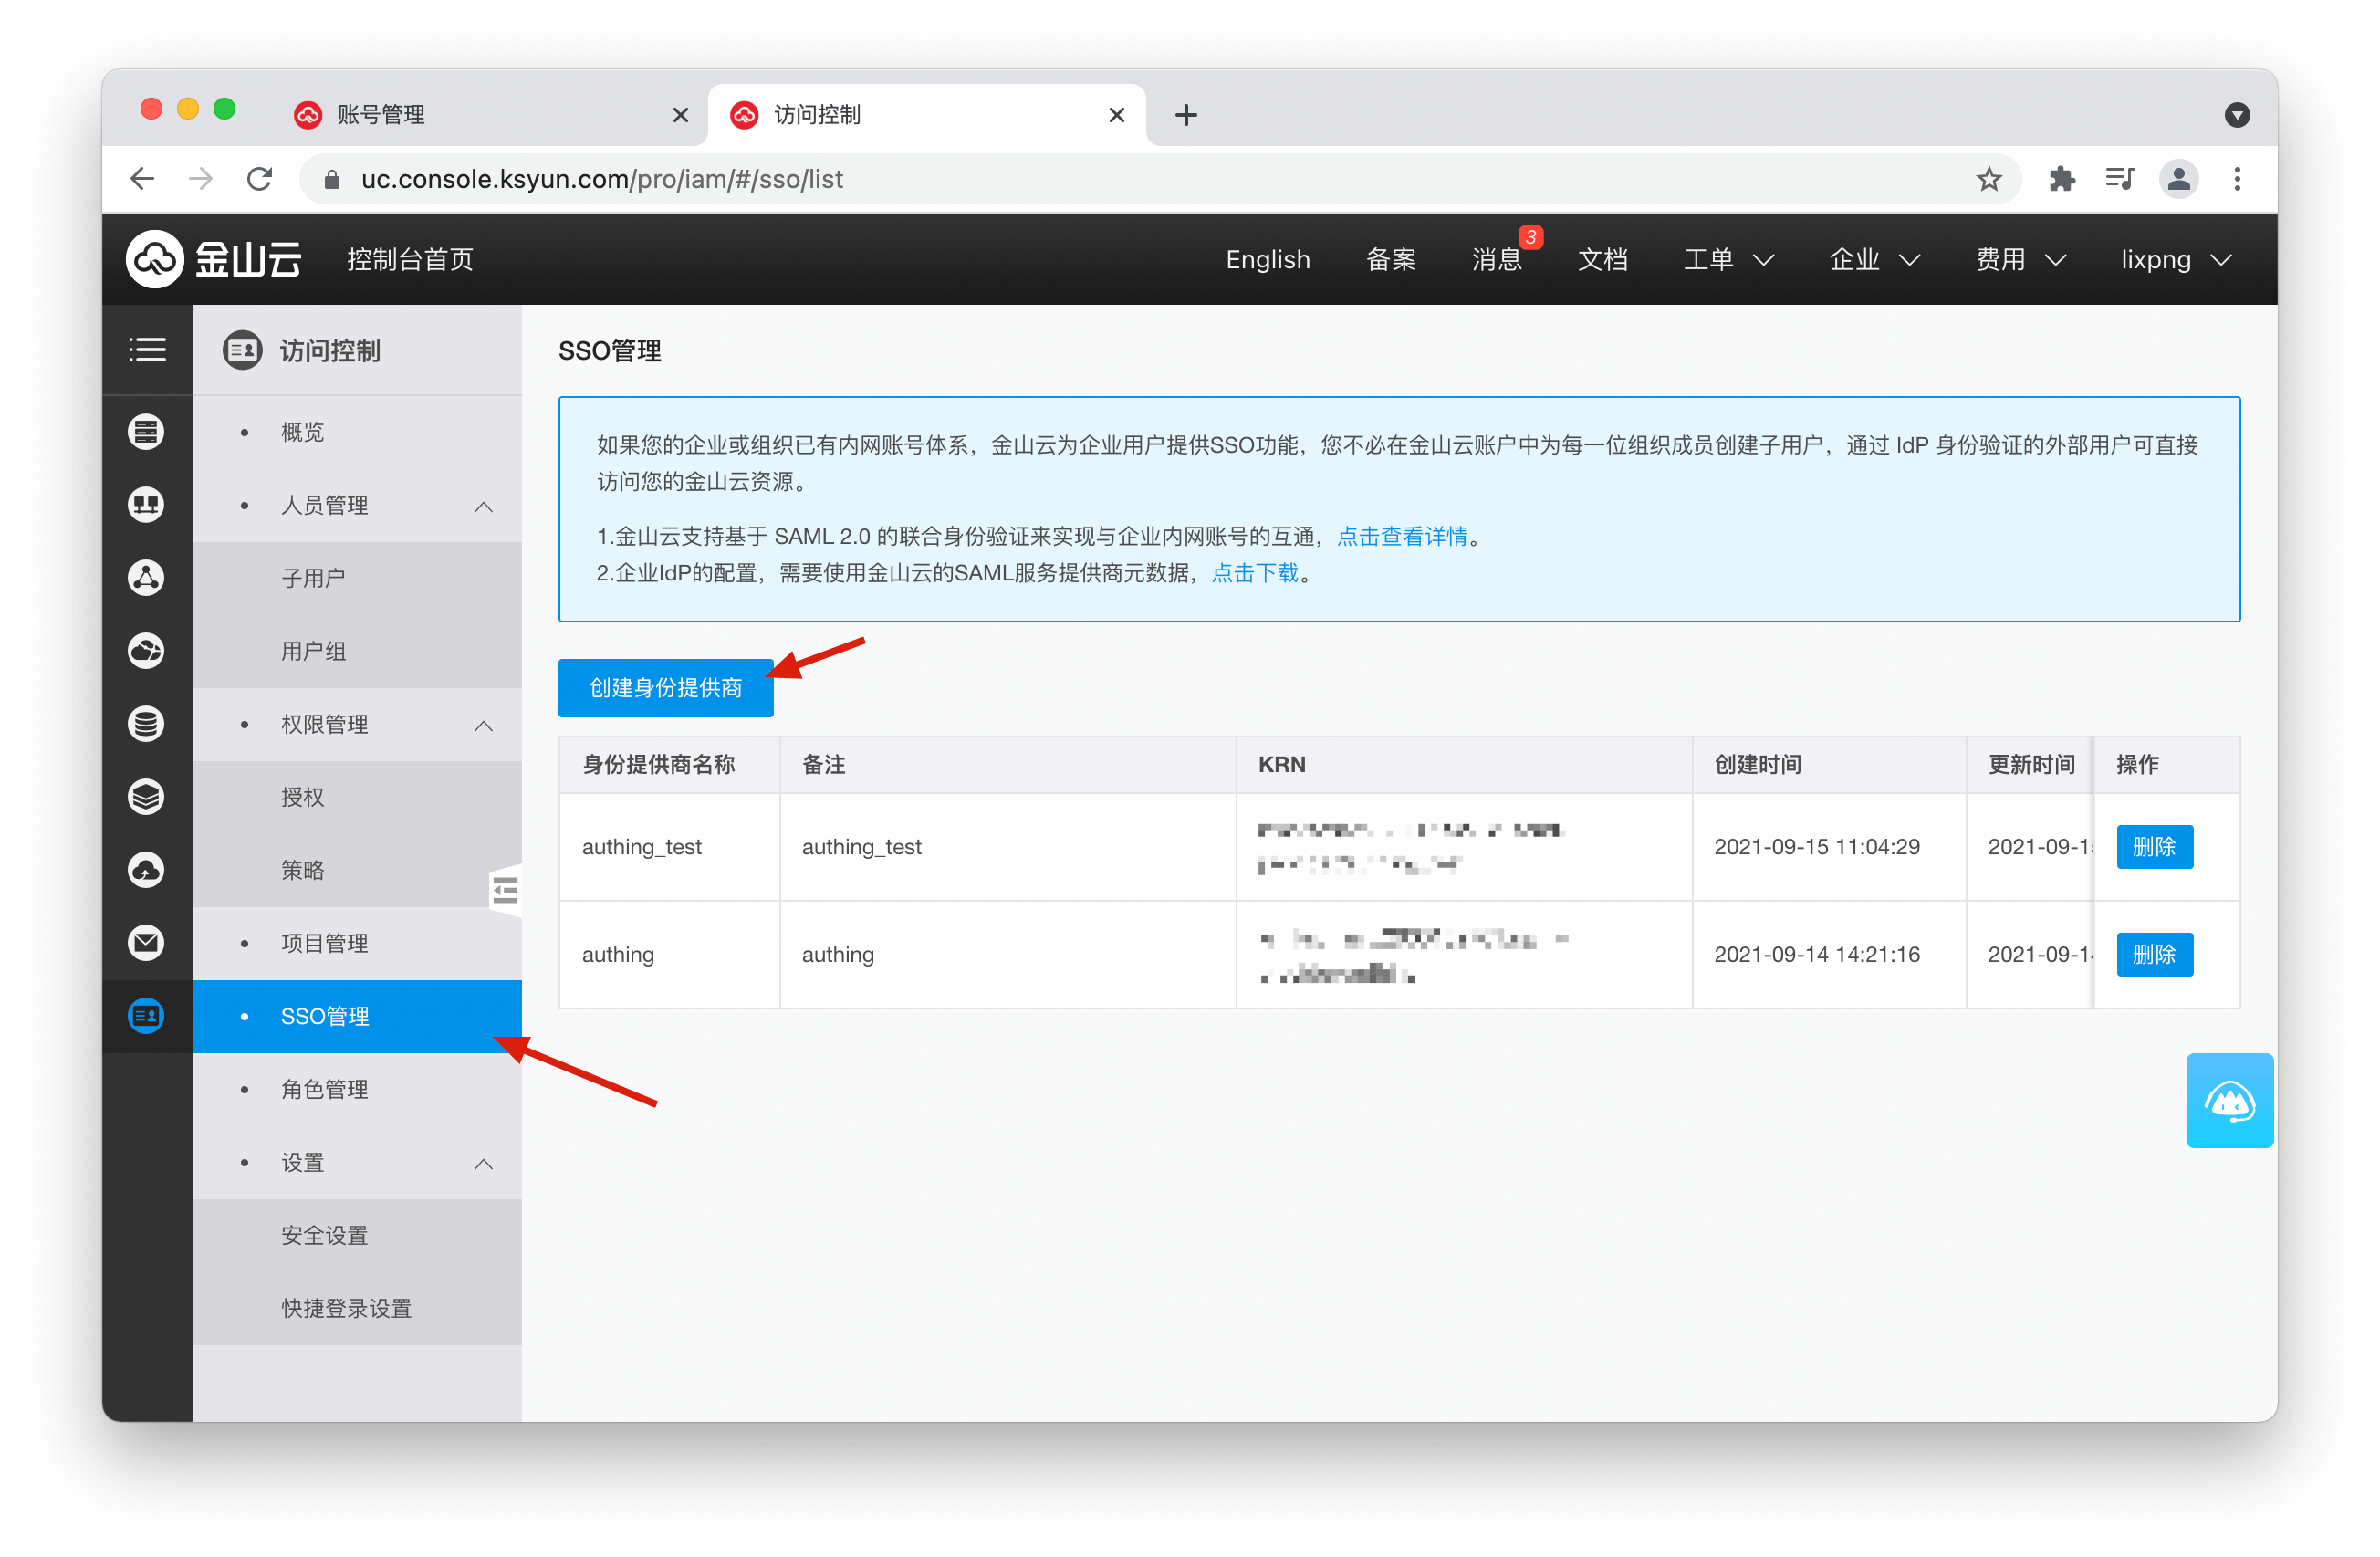 账号管理
访问控制
uc.console.ksyun.com/pro/iam/#/sso/list
金山云
控制台首页
English
备案
消息
3
文档
工单
企业
费用
lixpng
访问控制
概览
人员管理
子用户
用户组
权限管理
授权
策略
项目管理
SSO管理
角色管理
设置
安全设置
快捷登录设置
SSO管理
如果您的企业或组织已有内网账号体系，金山云为企业用户提供SSO功能，您不必在金山云账户中为每一位组织成员创建子用户，通过 IdP 身份验证的外部用户可直接
访问您的金山云资源。
1.金山云支持基于 SAML 2.0 的联合身份验证来实现与企业内网账号的互通，点击查看详情。
2.企业IdP的配置，需要使用金山云的SAML服务提供商元数据，点击下载。
创建身份提供商
身份提供商名称 备注 KRN 创建时间 更新时间 操作
authing_test authing_test 2021-09-15 11:04:29 2021-09-15 删除
authing authing 2021-09-14 14:21:16 2021-09-14 删除